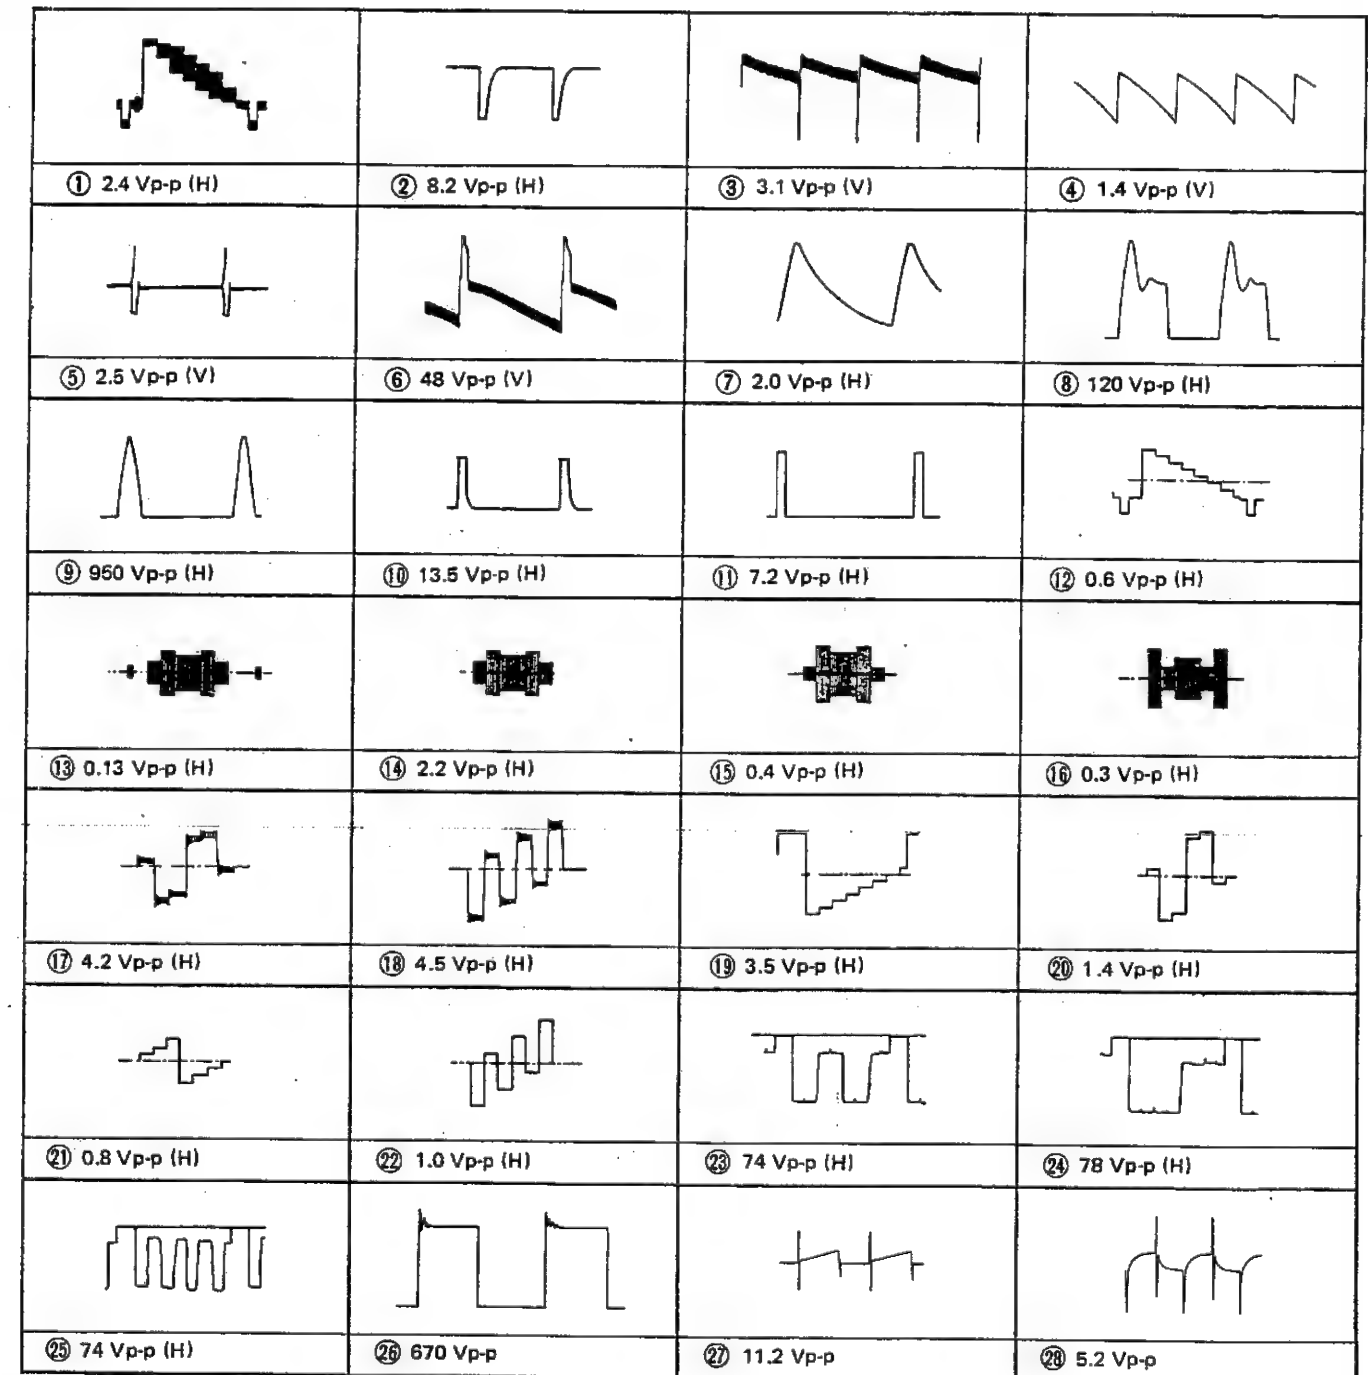 ① 2.4 Vp-p (H)
② 8.2 Vp-p (H)
③ 3.1 Vp-p (V)
④ 1.4 Vp-p (V)
⑤ 2.5 Vp-p (V)
⑥ 48 Vp-p (V)
⑦ 2.0 Vp-p (H)
⑧ 120 Vp-p (H)
⑨ 950 Vp-p (H)
⑩ 13.5 Vp-p (H)
⑪ 7.2 Vp-p (H)
⑫ 0.6 Vp-p (H)
⑬ 0.13 Vp-p (H)
⑭ 2.2 Vp-p (H)
⑮ 0.4 Vp-p (H)
⑯ 0.3 Vp-p (H)
⑰ 4.2 Vp-p (H)
⑱ 4.5 Vp-p (H)
⑲ 3.5 Vp-p (H)
⑳ 1.4 Vp-p (H)
㉑ 0.8 Vp-p (H)
㉒ 1.0 Vp-p (H)
㉓ 74 Vp-p (H)
㉔ 78 Vp-p (H)
㉕ 74 Vp-p (H)
㉖ 670 Vp-p
㉗ 11.2 Vp-p
㉘ 5.2 Vp-p